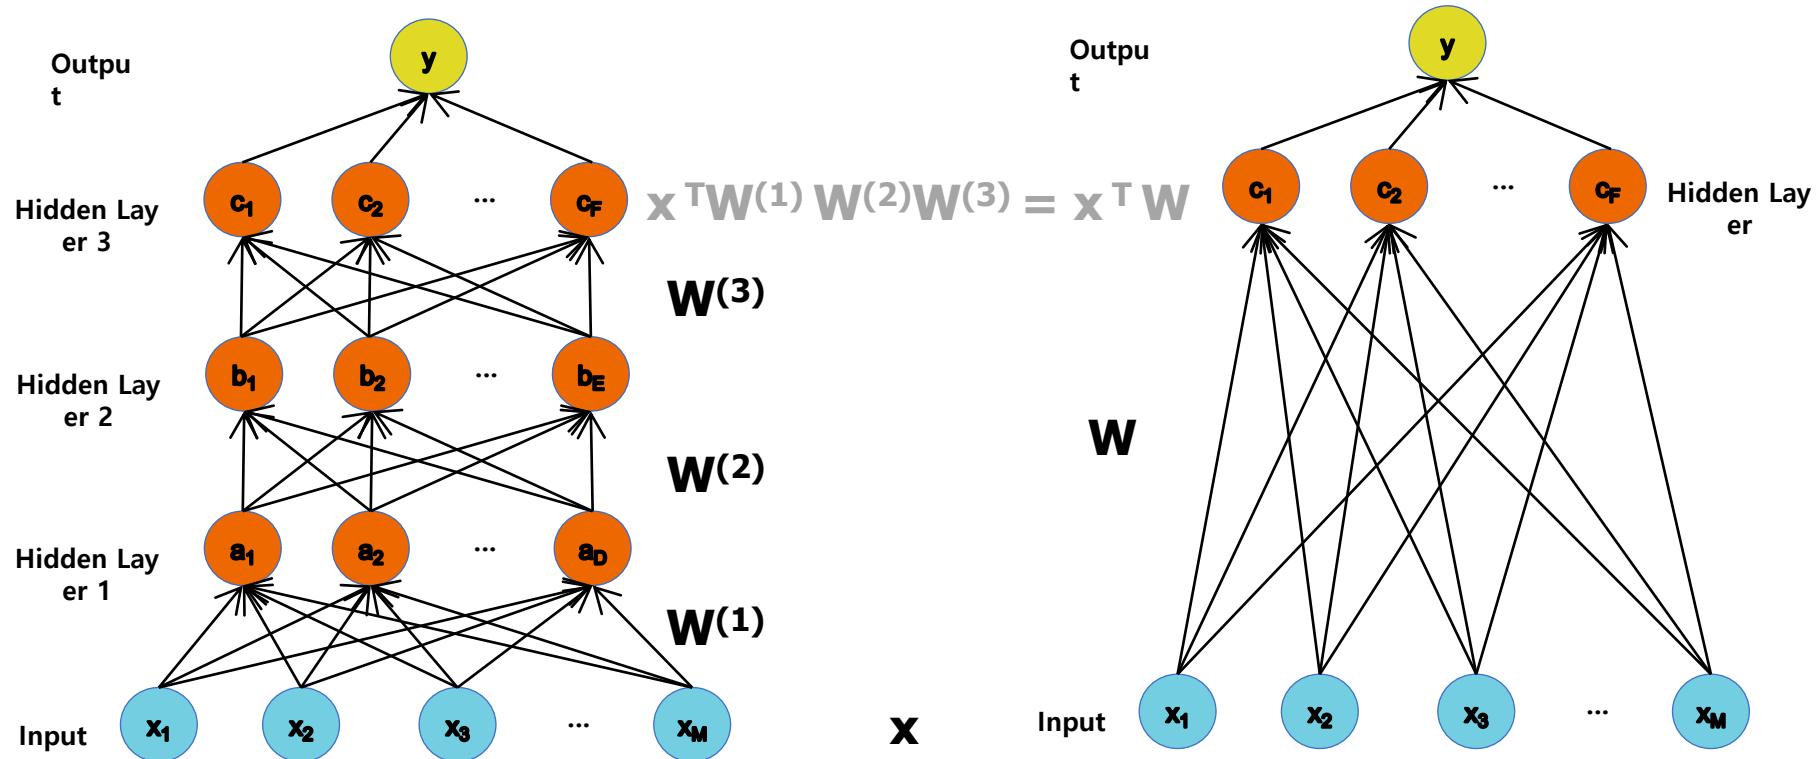 Outpu
t
y
Hidden Lay
er 3
c1
c2
...
cF
x ᵀW⁽¹⁾ W⁽²⁾W⁽³⁾ = x ᵀ W
W⁽³⁾
Hidden Lay
er 2
b1
b2
...
bE
W⁽²⁾
Hidden Lay
er 1
a1
a2
...
aD
W⁽¹⁾
Input
x1
x2
x3
...
xM
x
Outpu
t
y
c1
c2
...
cF
Hidden Lay
er
W
Input
x1
x2
x3
...
xM